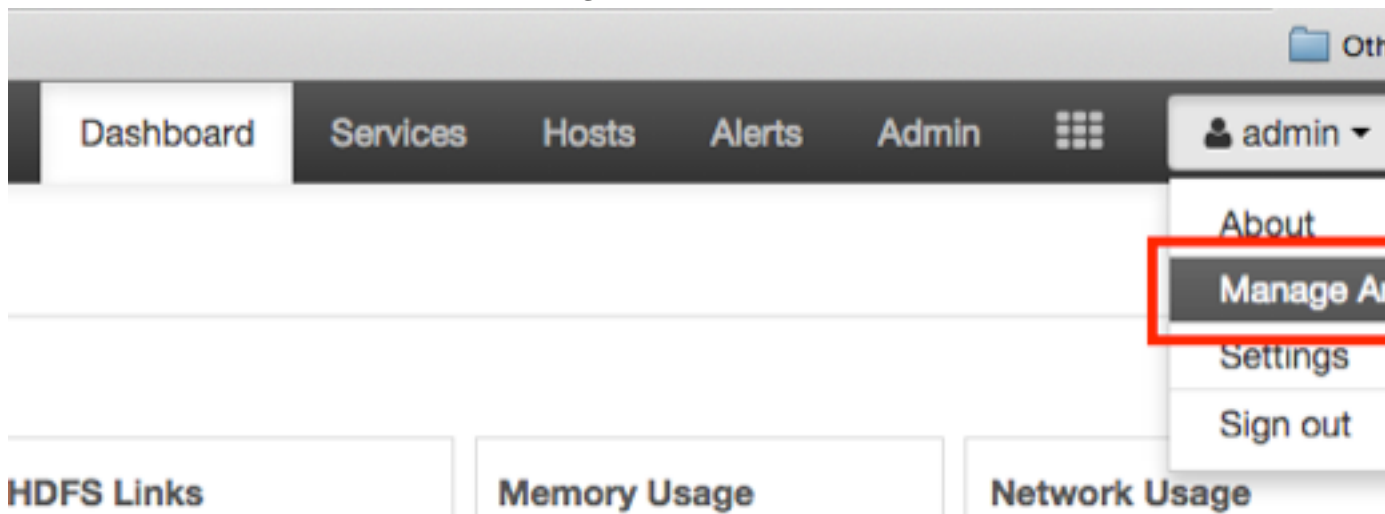 Oth
Dashboard Services Hosts Alerts Admin admin
About
Manage A
Settings
Sign out
HDFS Links Memory Usage Network Usage